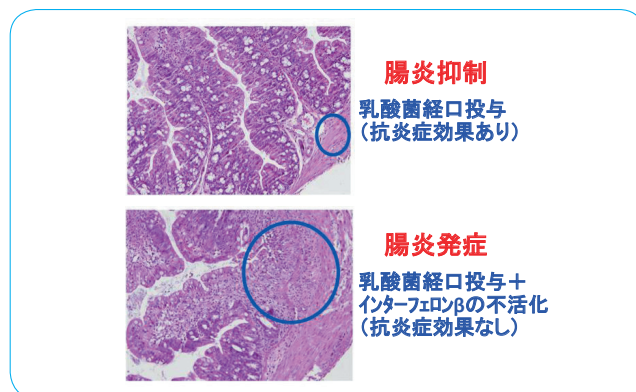 腸炎抑制
乳酸菌経口投与
（抗炎症効果あり）
腸炎発症
乳酸菌経口投与＋
インターフェロンβの不活化
（抗炎症効果なし）